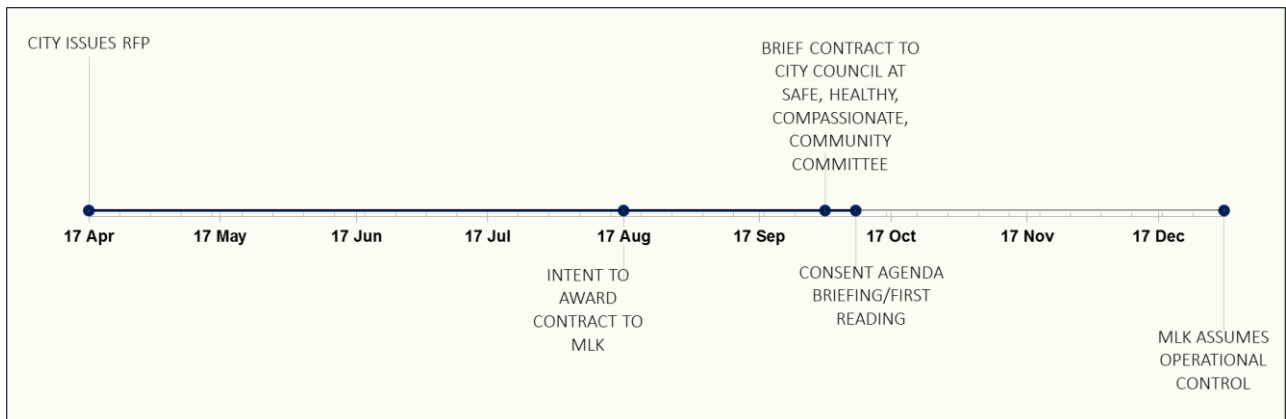 CITY ISSUES RFP
BRIEF CONTRACT TO
CITY COUNCIL AT
SAFE, HEALTHY,
COMPASSIONATE,
COMMUNITY
COMMITTEE
17 Apr
17 May
17 Jun
17 Jul
17 Aug
17 Sep
17 Oct
17 Nov
17 Dec
INTENT TO
AWARD
CONTRACT TO
MLK
CONSENT AGENDA
BRIEFING/FIRST
READING
MLK ASSUMES
OPERATIONAL
CONTROL